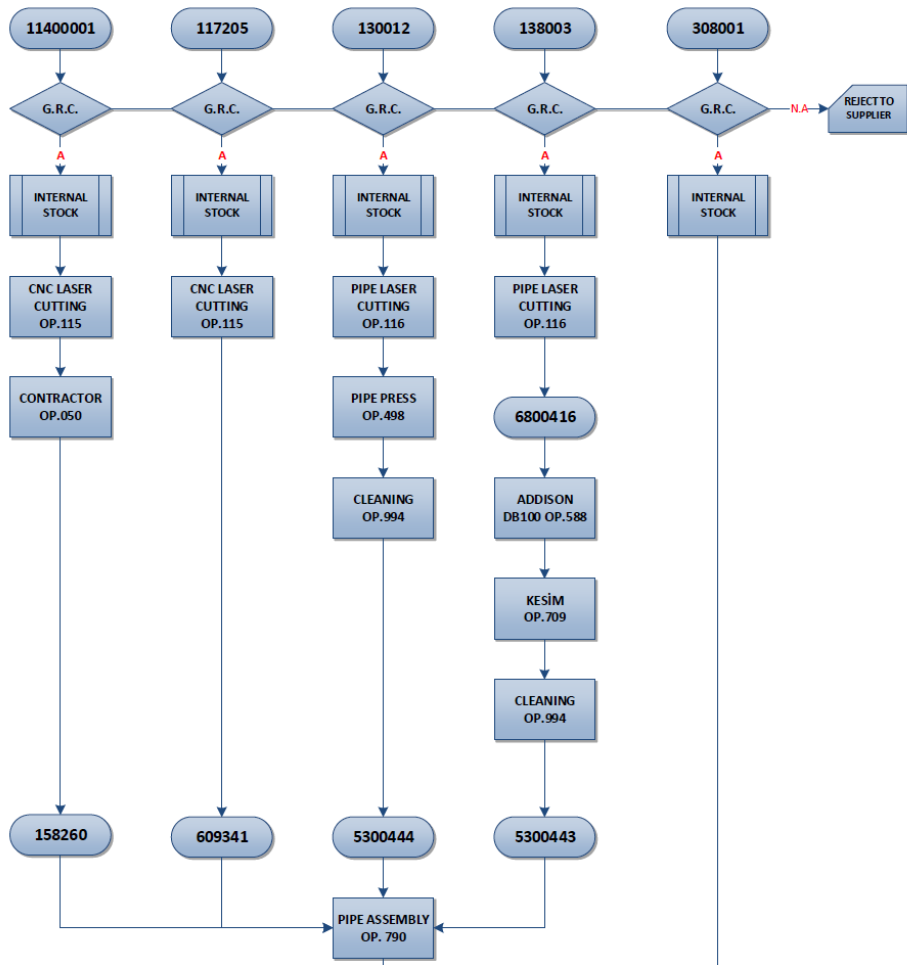 11400001
117205
130012
138003
308001
G.R.C.
G.R.C.
G.R.C.
G.R.C.
G.R.C.
N.A
REJECT TO
SUPPLIER
A
A
A
A
A
INTERNAL
STOCK
INTERNAL
STOCK
INTERNAL
STOCK
INTERNAL
STOCK
INTERNAL
STOCK
CNC LASER
CUTTING
OP.115
CNC LASER
CUTTING
OP.115
PIPE LASER
CUTTING
OP.116
PIPE LASER
CUTTING
OP.116
CONTRACTOR
OP.050
PIPE PRESS
OP.498
6800416
CLEANING
OP.994
ADDISON
DB100 OP.588
KESİM
OP.709
CLEANING
OP.994
158260
609341
5300444
5300443
PIPE ASSEMBLY
OP. 790